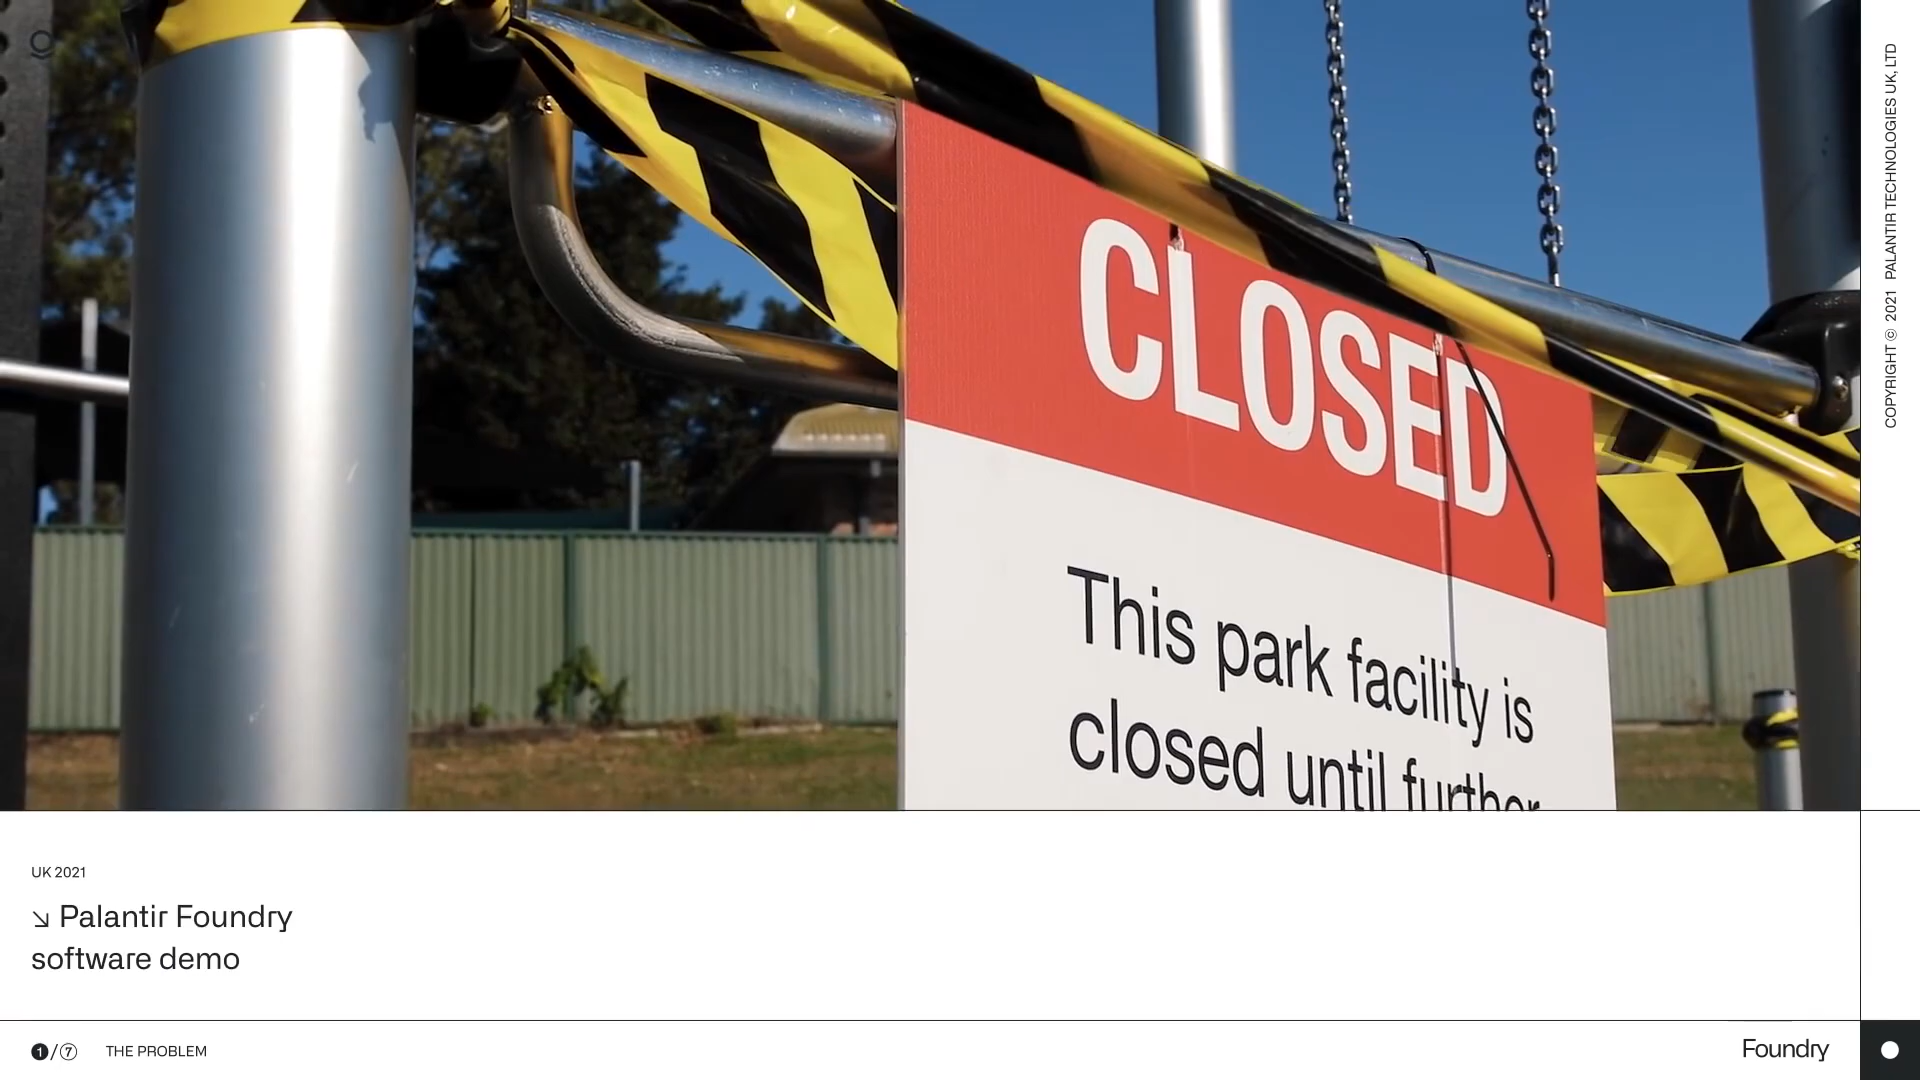 CLOSED
This park facility is
closed until further
COPYRIGHT © 2021 PALANTIR TECHNOLOGIES UK, LTD
UK 2021
↘ Palantir Foundry
software demo
1/7 THE PROBLEM
Foundry